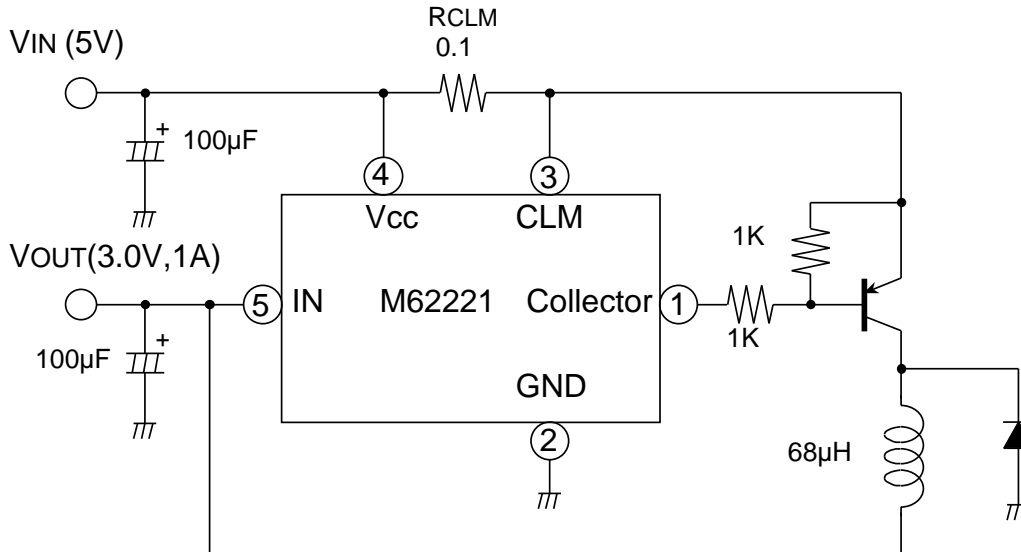 RCLM
0.1
VIN (5V)
+
100µF
4
3
Vcc
CLM
1K
VOUT(3.0V,1A)
5
IN
M62221
Collector
1
1K
+
100µF
GND
2
68µH